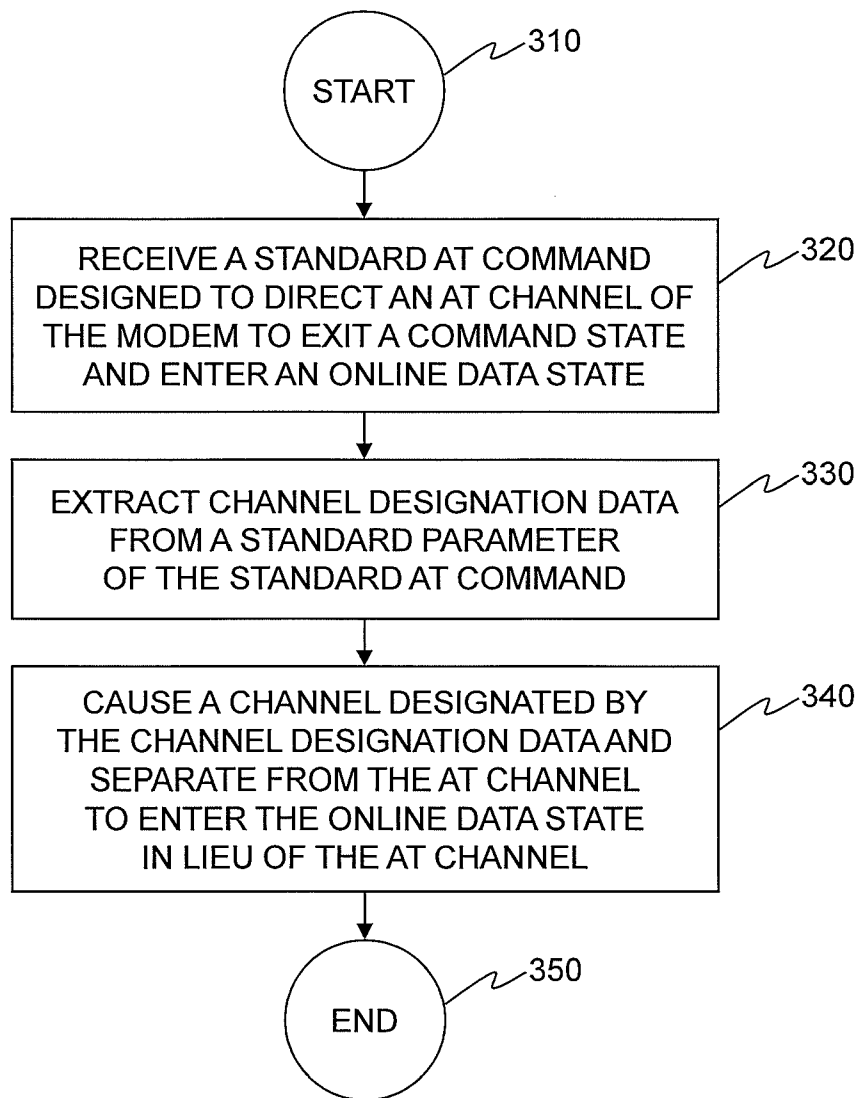 310
START
RECEIVE A STANDARD AT COMMAND
DESIGNED TO DIRECT AN AT CHANNEL OF
THE MODEM TO EXIT A COMMAND STATE
AND ENTER AN ONLINE DATA STATE
320
EXTRACT CHANNEL DESIGNATION DATA
FROM A STANDARD PARAMETER
OF THE STANDARD AT COMMAND
330
CAUSE A CHANNEL DESIGNATED BY
THE CHANNEL DESIGNATION DATA AND
SEPARATE FROM THE AT CHANNEL
TO ENTER THE ONLINE DATA STATE
IN LIEU OF THE AT CHANNEL
340
350
END